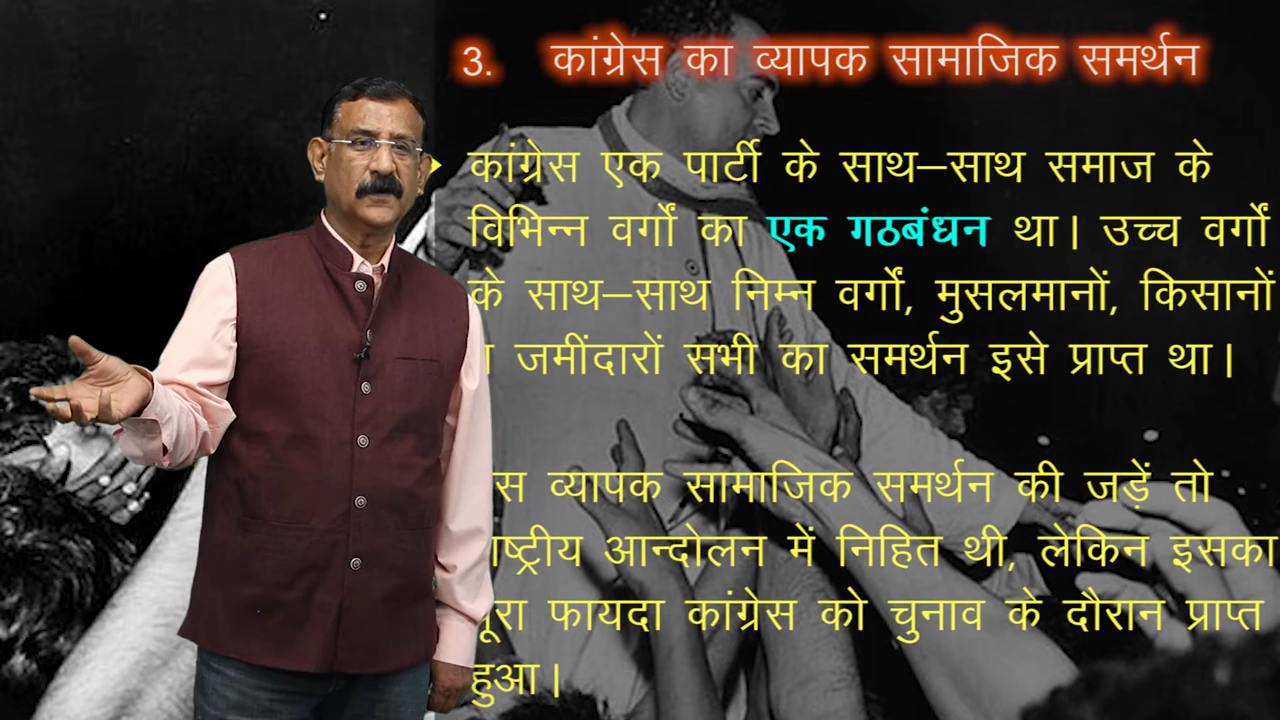 3. कांग्रेस का व्यापक सामाजिक समर्थन
कांग्रेस एक पार्टी के साथ–साथ समाज के
विभिन्न वर्गों का एक गठबंधन था। उच्च वर्गों
के साथ–साथ निम्न वर्गों, मुसलमानों, किसानों
जमींदारों सभी का समर्थन इसे प्राप्त था।
व्यापक सामाजिक समर्थन की जड़ें तो
आन्दोलन में निहित थी, लेकिन इसका
फायदा कांग्रेस को चुनाव के दौरान प्राप्त
हुआ।